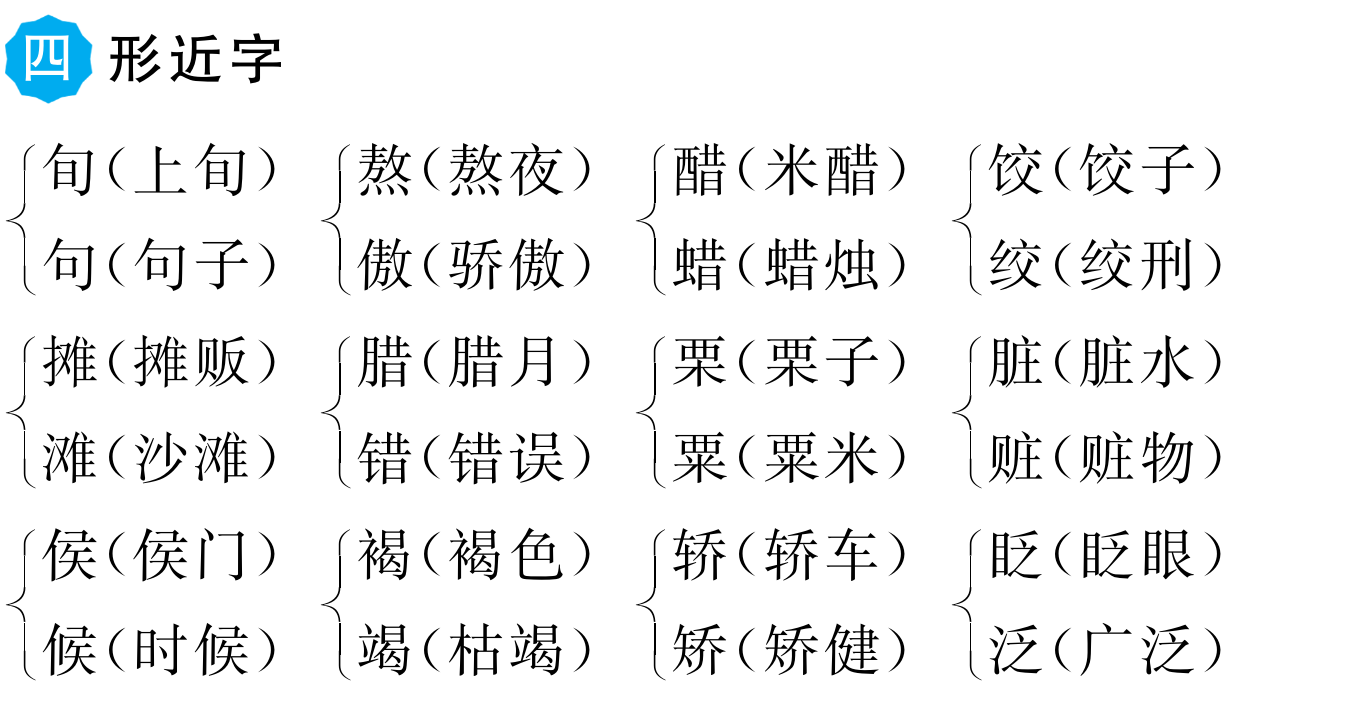 四 形近字
旬(上旬) 熬(熬夜) 醋(米醋) 饺(饺子)
句(句子) 傲(骄傲) 蜡(蜡烛) 绞(绞刑)
摊(摊贩) 腊(腊月) 栗(栗子) 脏(脏水)
滩(沙滩) 错(错误) 粟(粟米) 赃(赃物)
侯(侯门) 褐(褐色) 轿(轿车) 眨(眨眼)
候(时候) 竭(枯竭) 矫(矫健) 泛(广泛)